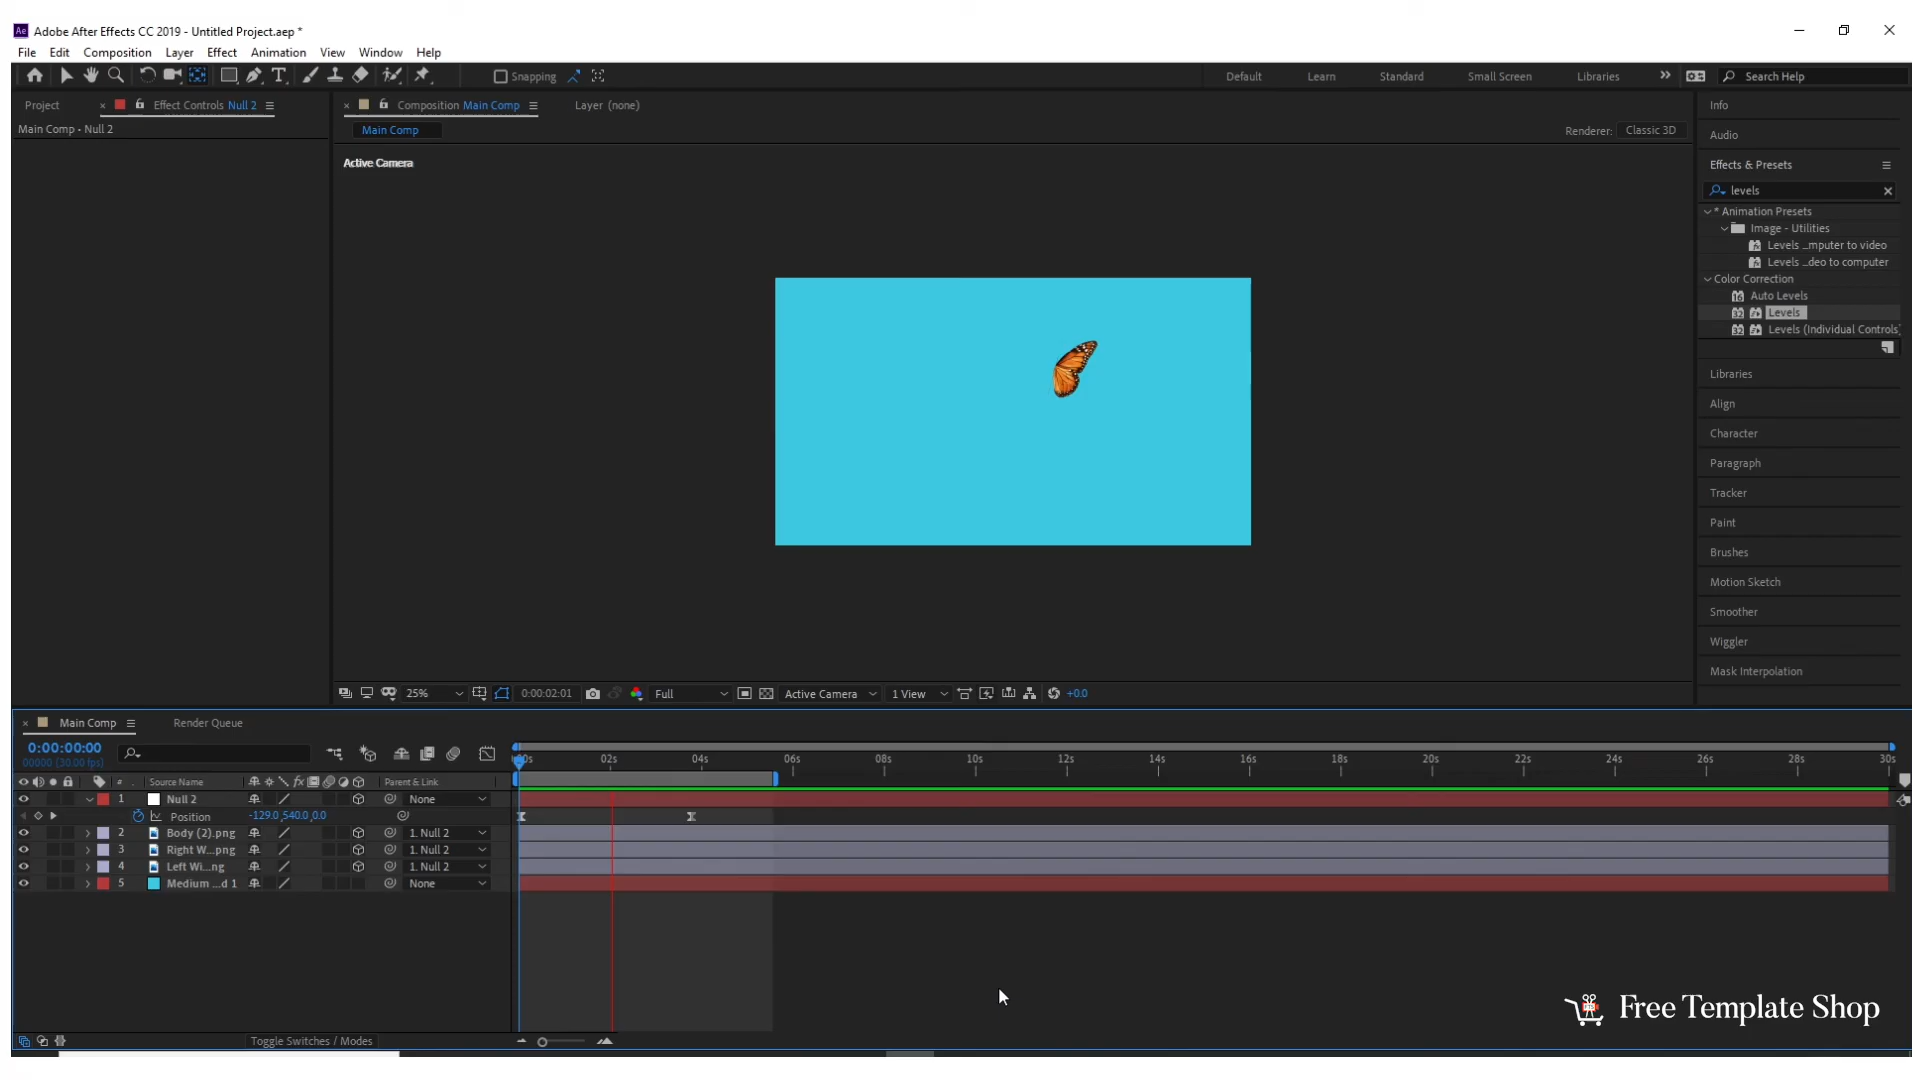 Ae Adobe After Effects CC 2019 - Untitled Project.aep *
File Edit Composition Layer Effect Animation View Window Help
Snapping Default Learn Standard Small Screen Libraries Search Help
Project Effect Controls Null 2
Main Comp • Null 2
Composition Main Comp Layer (none)
Main Comp
Renderer: Classic 3D
Active Camera
Info
Audio
Effects & Presets
levels
* Animation Presets
Image - Utilities
Levels ...mputer to video
Levels ...deo to computer
Color Correction
Auto Levels
Levels
Levels (Individual Controls)
Libraries
Align
Character
Paragraph
Tracker
Paint
Brushes
Motion Sketch
Smoother
Wiggler
Mask Interpolation
25% 0:00:02:01 Full Active Camera 1 View +0.0
Main Comp Render Queue
0:00:00:00
00000 (30.00 fps)
02s 04s 06s 08s 10s 12s 14s 16s 18s 20s 22s 24s 26s 28s 30s
# Source Name fx Parent & Link
1 Null 2 None
Position -129.0,540.0,0.0
2 Body (2).png 1. Null 2
3 Right W...png 1. Null 2
4 Left Wi...ng 1. Null 2
5 Medium ...d 1 None
Toggle Switches / Modes
Free Template Shop